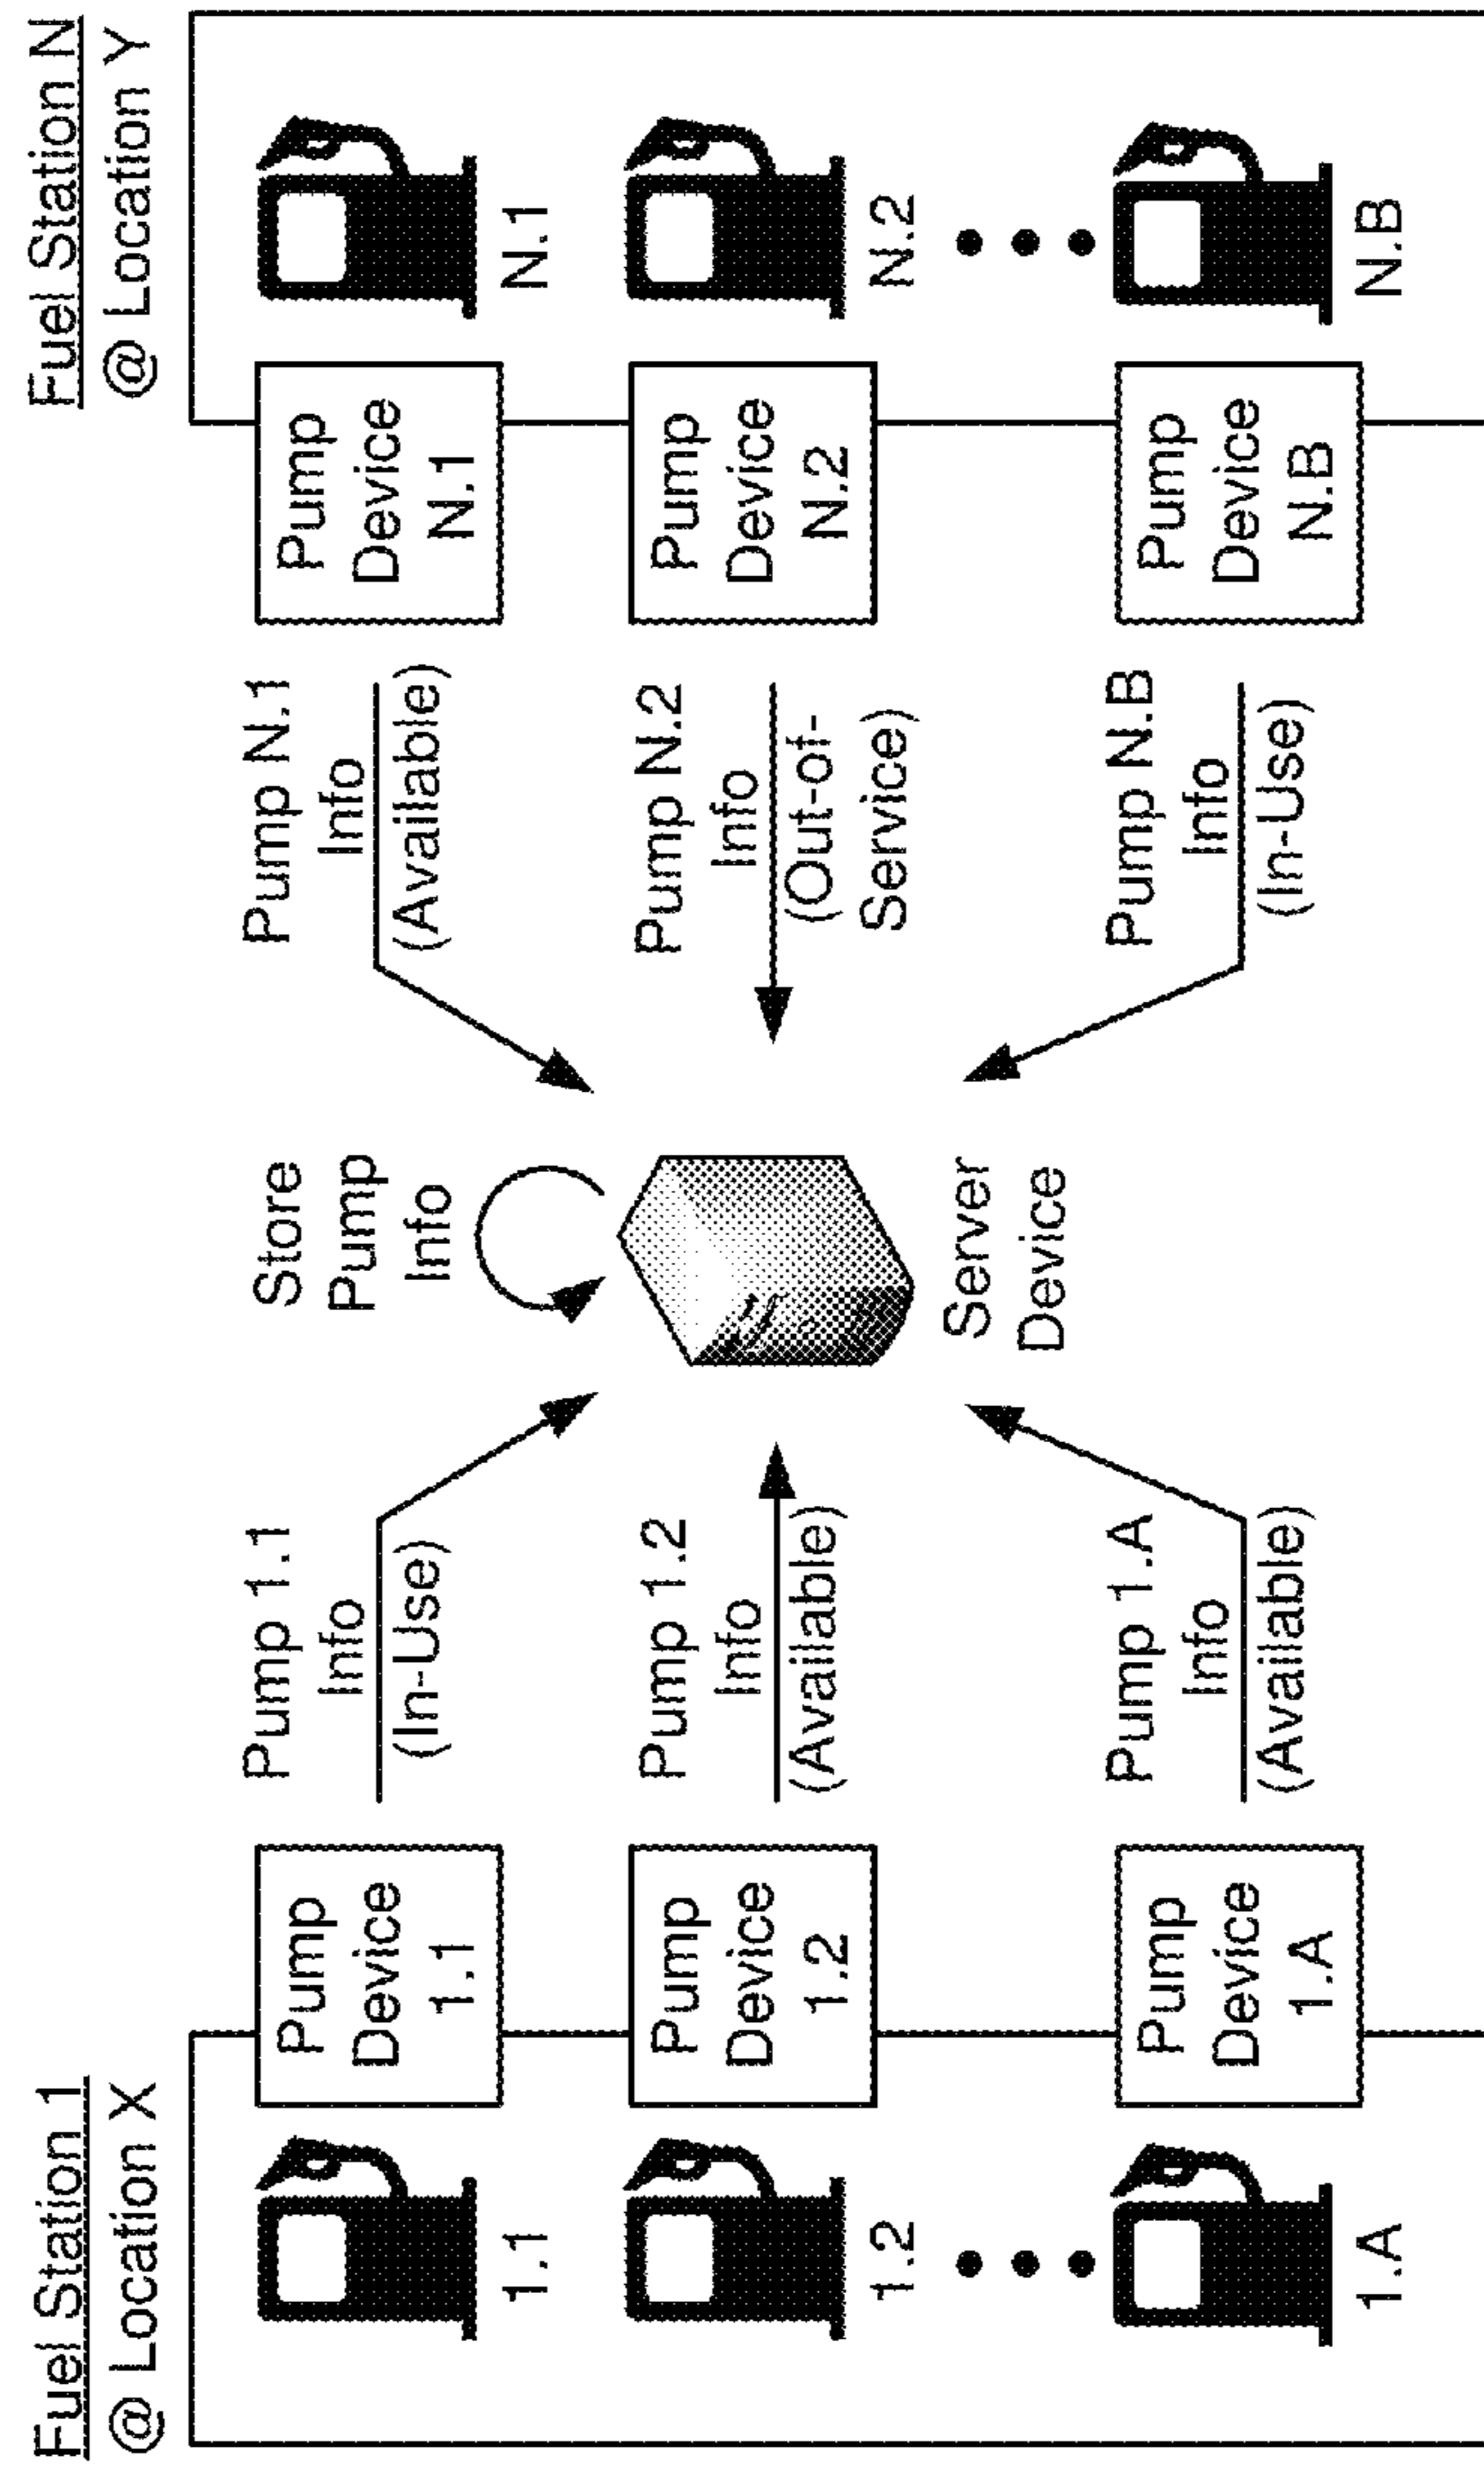 Fuel Station 1
@ Location X
1.1
1.2
1.A
Pump
Device
1.1
Pump
Device
1.2
Pump
Device
1.A
Pump 1.1
Info
(In-Use)
Pump 1.2
Info
(Available)
Pump 1.A
Info
(Available)
Store
Pump
Info
Server
Device
Pump N.1
Info
(Available)
Pump N.2
Info
(Out-of-
Service)
Pump N.B
Info
(In-Use)
Fuel Station N
@ Location Y
Pump
Device
N.1
Pump
Device
N.2
Pump
Device
N.B
N.1
N.2
N.B